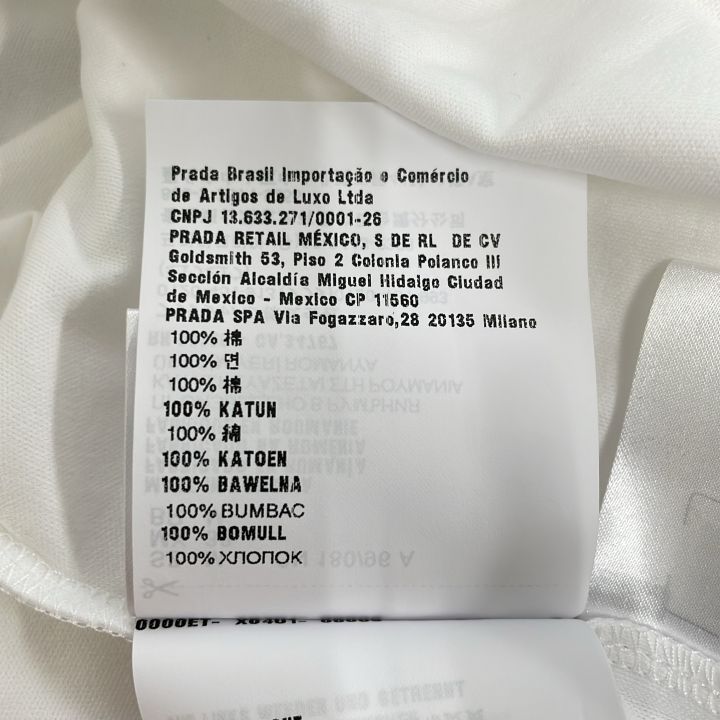 Prada Brasil Importação e Comércio
de Artigos de Luxo Ltda
CNPJ 13.633.271/0001-26
PRADA RETAIL MÉXICO, S DE RL DE CV
Goldsmith 53, Piso 2 Colonia Polanco III
Sección Alcaldía Miguel Hidalgo Ciudad
de Mexico - Mexico CP 11560
PRADA SPA Via Fogazzaro,28 20135 Milano
100% 棉
100% 면
100% 棉
100% KATUN
100% 綿
100% KATOEN
100% BAWELNA
100% BUMBAC
100% BOMULL
100% ХЛОПОК